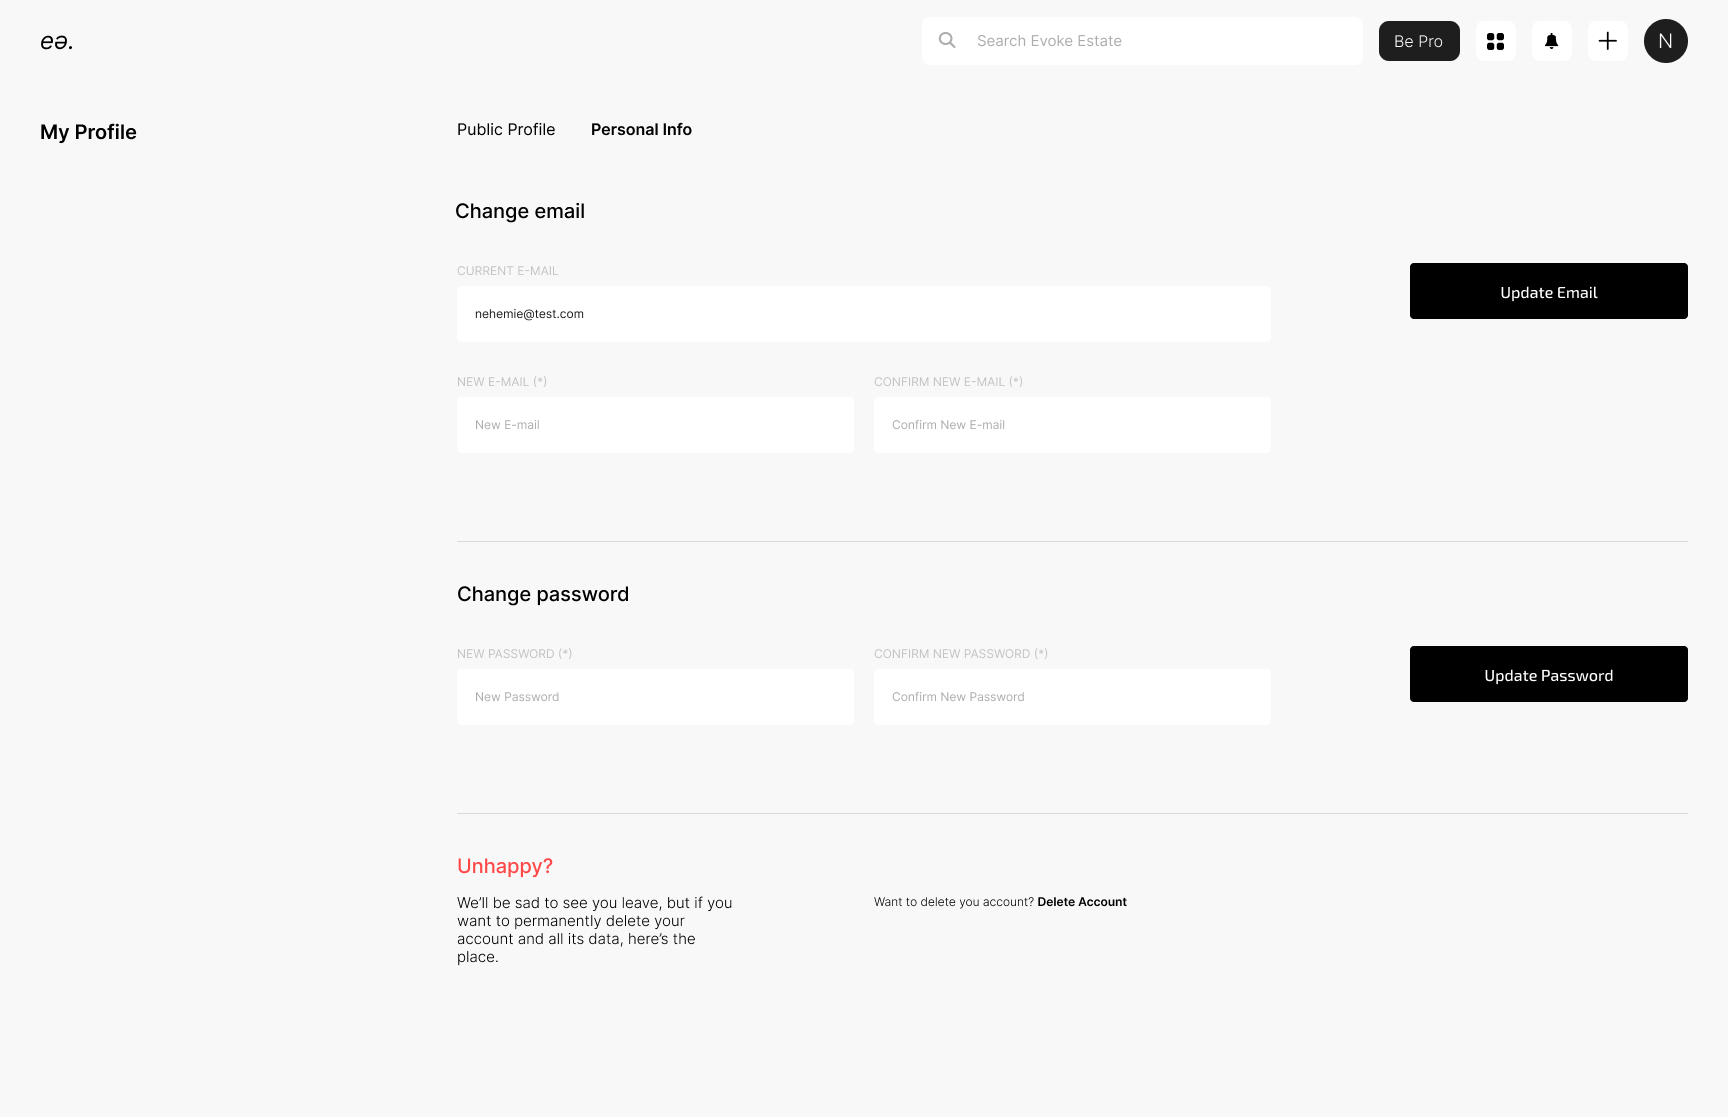 eə.
Search Evoke Estate
Be Pro
N
My Profile
Public Profile
Personal Info
Change email
CURRENT E-MAIL
nehemie@test.com
Update Email
NEW E-MAIL (*)
CONFIRM NEW E-MAIL (*)
New E-mail
Confirm New E-mail
Change password
NEW PASSWORD (*)
CONFIRM NEW PASSWORD (*)
New Password
Confirm New Password
Update Password
Unhappy?
We’ll be sad to see you leave, but if you
want to permanently delete your
account and all its data, here’s the
place.
Want to delete you account? Delete Account